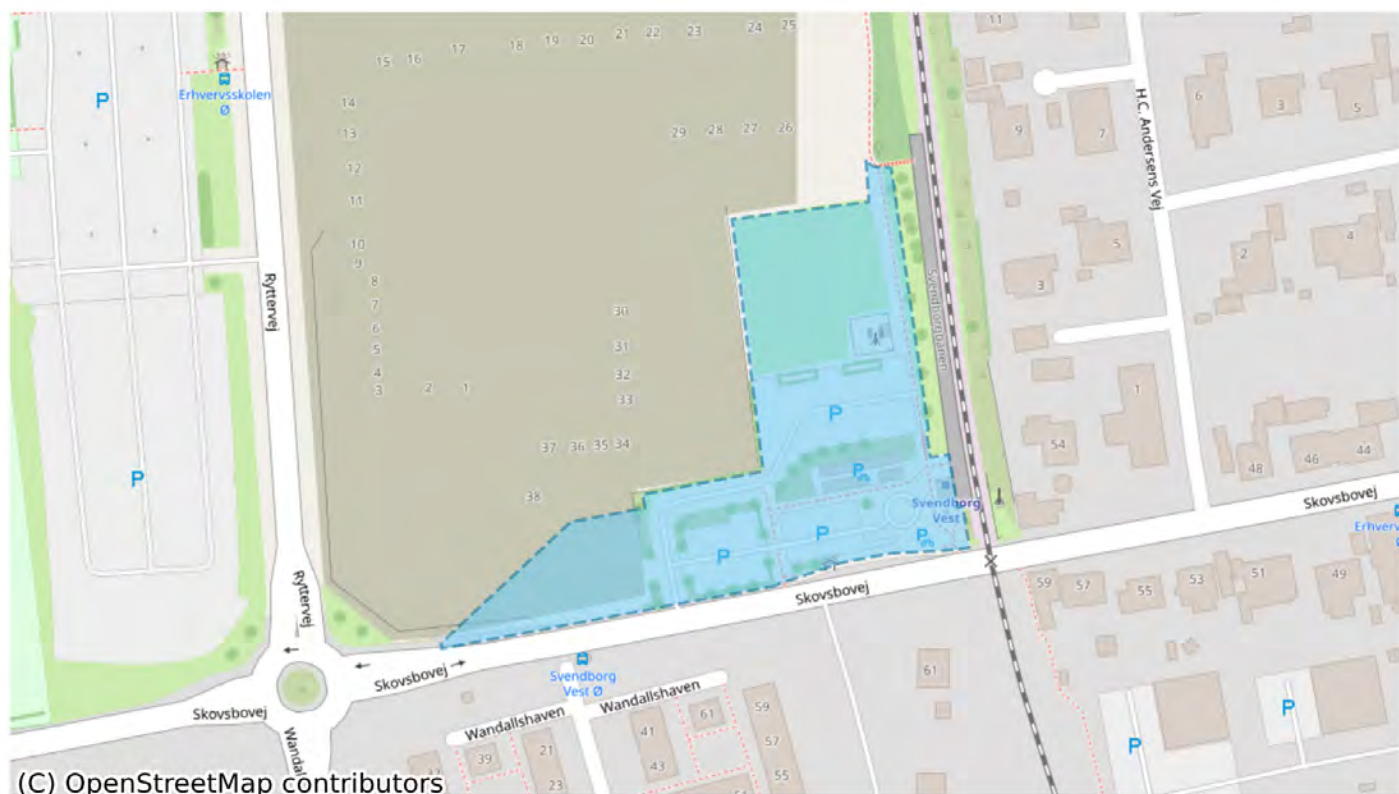 11
15
16
17
18
19
20
21
22
23
24
25
Erhvervsskolen
Ø
P
14
13
29
28
27
26
9
7
6
3
5
H.C. Andersens Vej
12
11
10
9
8
7
6
5
4
3
2
1
Ryttervej
30
31
32
33
37
36
35
34
38
P
Svendborgbanen
5
3
2
4
1
54
48
46
44
P
P
P
P
P
Svendborg
Vest
Skovsbovej
Skovsbovej
Ryttervej
Skovsbovej
Skovsbovej
Svendborg
Vest Ø
Wandallshaven
Wandallshaven
59
57
55
53
51
49
61
61
59
57
55
41
43
39
21
23
P
P
(C) OpenStreetMap contributors